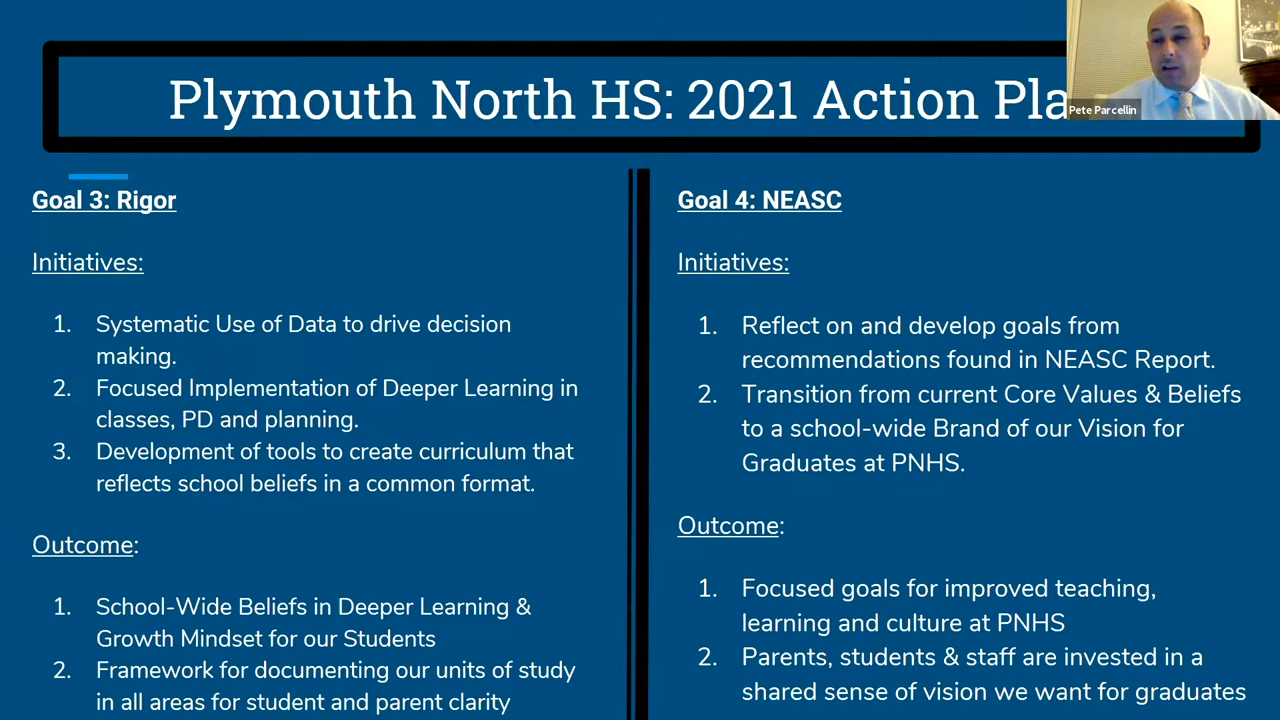 Plymouth North HS: 2021 Action Pla
Pete Parcellin
Goal 3: Rigor
Initiatives:
1. Systematic Use of Data to drive decision
making.
2. Focused Implementation of Deeper Learning in
classes, PD and planning.
3. Development of tools to create curriculum that
reflects school beliefs in a common format.
Outcome:
1. School-Wide Beliefs in Deeper Learning &
Growth Mindset for our Students
2. Framework for documenting our units of study
in all areas for student and parent clarity
Goal 4: NEASC
Initiatives:
1. Reflect on and develop goals from
recommendations found in NEASC Report.
2. Transition from current Core Values & Beliefs
to a school-wide Brand of our Vision for
Graduates at PNHS.
Outcome:
1. Focused goals for improved teaching,
learning and culture at PNHS
2. Parents, students & staff are invested in a
shared sense of vision we want for graduates